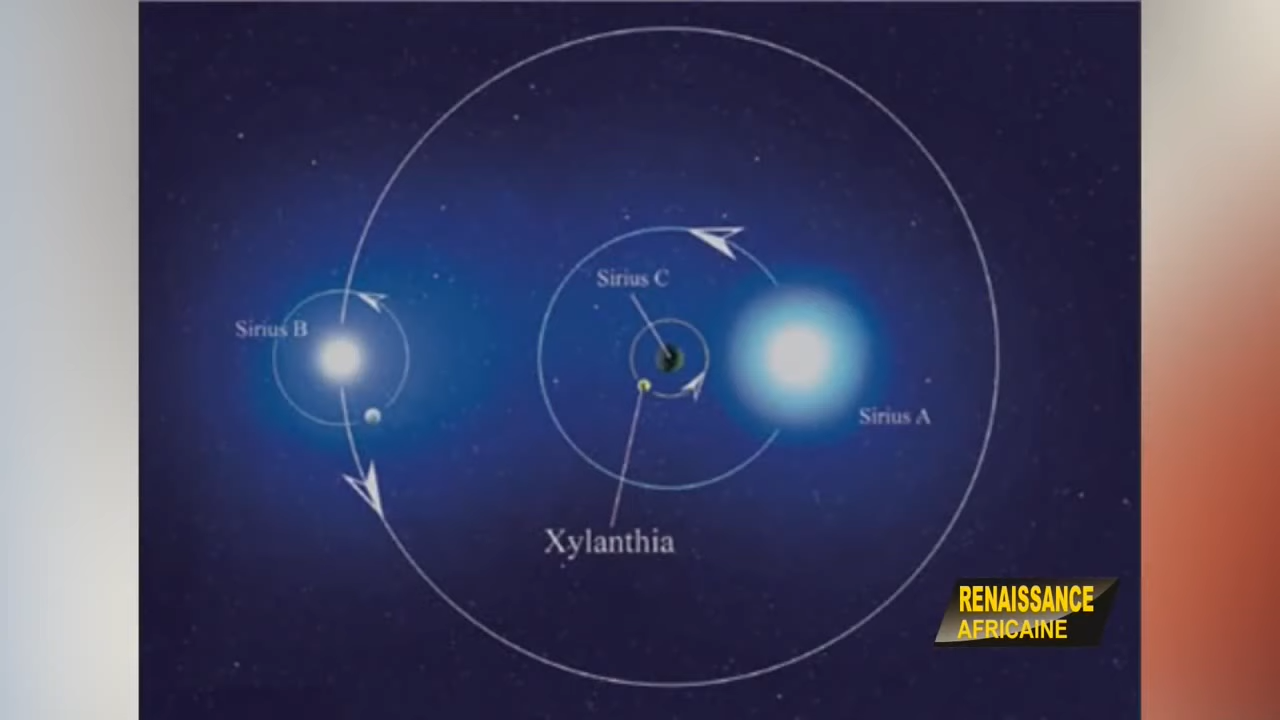 Sirius C
Sirius B
Sirius A
Xylanthia
RENAISSANCE
AFRICAINE